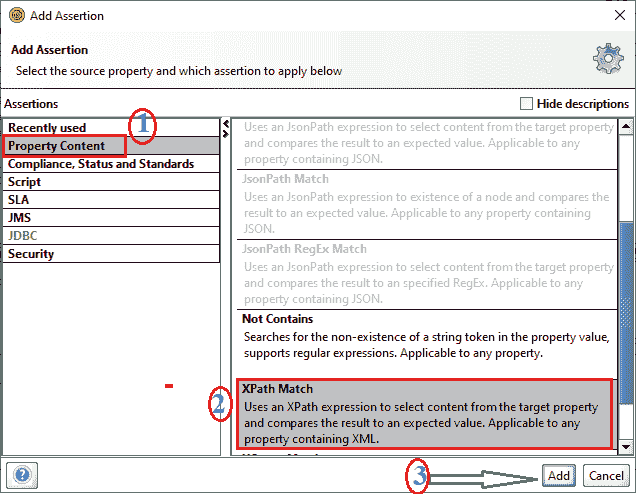 Add Assertion
Add Assertion
Select the source property and which assertion to apply below
Assertions
Hide descriptions
Recently used
Property Content
Compliance, Status and Standards
Script
SLA
JMS
JDBC
Security
1
Uses an JsonPath expression to select content from the target property
and compares the result to an expected value. Applicable to any
property containing JSON.
JsonPath Match
Uses an JsonPath expression to existence of a node and compares the
result to an expected value. Applicable to any property containing
JSON.
JsonPath RegEx Match
Uses an JsonPath expression to select content from the target property
and compares the result to an specified RegEx. Applicable to any
property containing JSON.
Not Contains
Searches for the non-existence of a string token in the property value,
supports regular expressions. Applicable to any property.
2
XPath Match
Uses an XPath expression to select content from the target property
and compares the result to an expected value. Applicable to any
property containing XML.
?
3
Add
Cancel